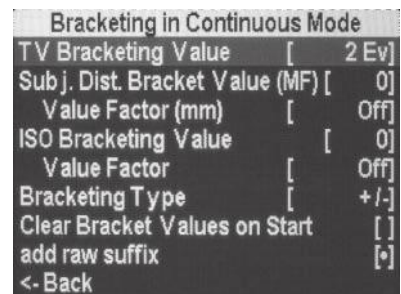 Bracketing in Continuous Mode
TV Bracketing Value [ 2 Ev]
Subj. Dist. Bracket Value (MF) [ 0]
Value Factor (mm) [ Off]
ISO Bracketing Value [ 0]
Value Factor [ Off]
Bracketing Type [ +/-]
Clear Bracket Values on Start [ ]
add raw suffix [•]
<- Back